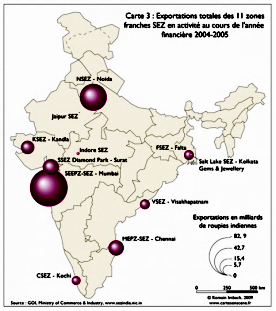 Carte 3 : Exportations totales des 11 zones
franches SEZ en activité au cours de l'année
financière 2004-2005
NSEZ - Noida
Jaipur SEZ
KSEZ - Kandla
Indore SEZ
FSEZ - Falta
SSEZ Diamond Park - Surat
Salt Lake SEZ - Kolkata
Gems & Jewellery
SEEPZ-SEZ - Mumbai
VSEZ - Visakhapatnam
Exportations en milliards
de roupies indiennes
82, 9
42,7
15,4
5,7
0
MEPZ-SEZ - Chennai
CSEZ - Kochi
0 250 500 km
Source : GOI, Ministry of Commerce & Industry, www.sezindia.nic.in
© Romain Imbach, 2009
www.cartoescene.fr